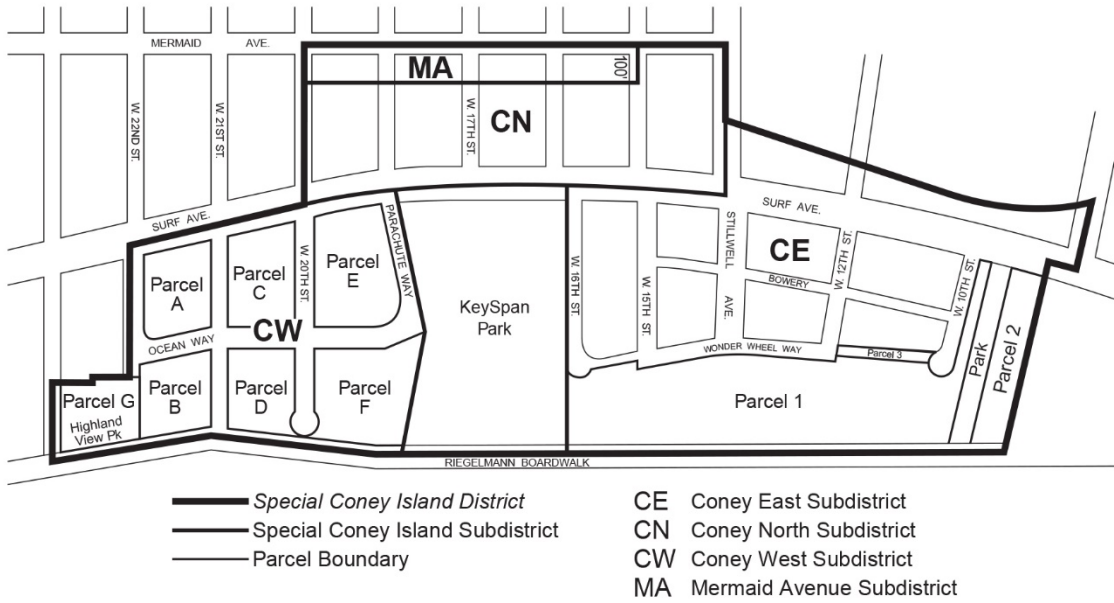 MERMAID AVE.
MA
100'
W. 22ND ST.
W. 21ST ST.
W. 17TH ST.
CN
SURF AVE.
SURF AVE.
PARACHUTE WAY
STILLWELL AVE.
CE
W. 12TH ST.
W. 10TH ST.
BOWERY
Parcel
A
Parcel
C
W. 20TH ST.
Parcel
E
KeySpan
Park
W. 16TH ST.
W. 15TH ST.
OCEAN WAY
CW
WONDER WHEEL WAY
Parcel 3
Park
Parcel 2
Parcel G
Highland
View Pk
Parcel
B
Parcel
D
Parcel
F
Parcel 1
RIEGELMANN BOARDWALK
Special Coney Island District
Special Coney Island Subdistrict
Parcel Boundary
CE Coney East Subdistrict
CN Coney North Subdistrict
CW Coney West Subdistrict
MA Mermaid Avenue Subdistrict